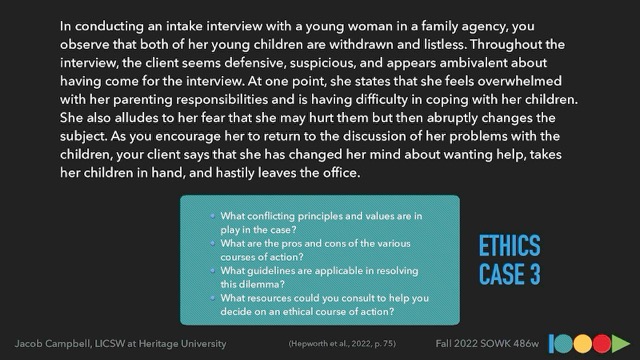 In conducting an intake interview with a young woman in a family agency, you
observe that both of her young children are withdrawn and listless. Throughout the
interview, the client seems defensive, suspicious, and appears ambivalent about
having come for the interview. At one point, she states that she feels overwhelmed
with her parenting responsibilities and is having difficulty in coping with her children.
She also alludes to her fear that she may hurt them but then abruptly changes the
subject. As you encourage her to return to the discussion of her problems with the
children, your client says that she has changed her mind about wanting help, takes
her children in hand, and hastily leaves the office.
What conflicting principles and values are in
play in the case?
What are the pros and cons of the various
courses of action?
What guidelines are applicable in resolving
this dilemma?
What resources could you consult to help you
decide on an ethical course of action?
ETHICS
CASE 3
Jacob Campbell, LICSW at Heritage University
(Hepworth et al., 2022, p. 75)
Fall 2022 SOWK 486w